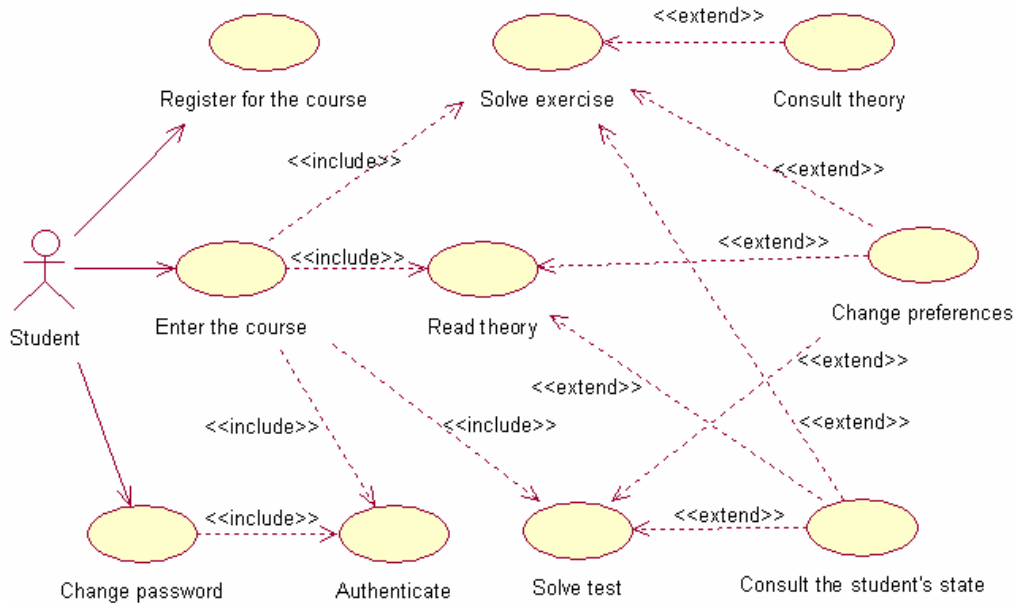 <<extend>>
Register for the course
Solve exercise
Consult theory
<<include>>
<<extend>>
<<extend>>
<<include>>
Student
Enter the course
Read theory
Change preferences
<<extend>>
<<extend>>
<<include>>
<<include>>
<<extend>>
<<include>>
<<extend>>
Change password
Authenticate
Solve test
Consult the student's state